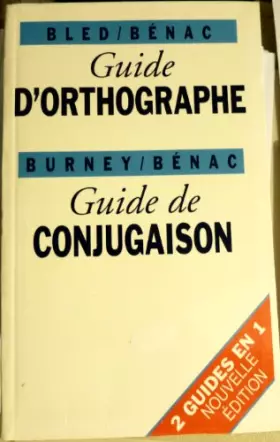 BLED/BÉNAC
Guide
D'ORTHOGRAPHE
BURNEY/BÉNAC
Guide de
CONJUGAISON
2 GUIDES EN 1
NOUVELLE
ÉDITION